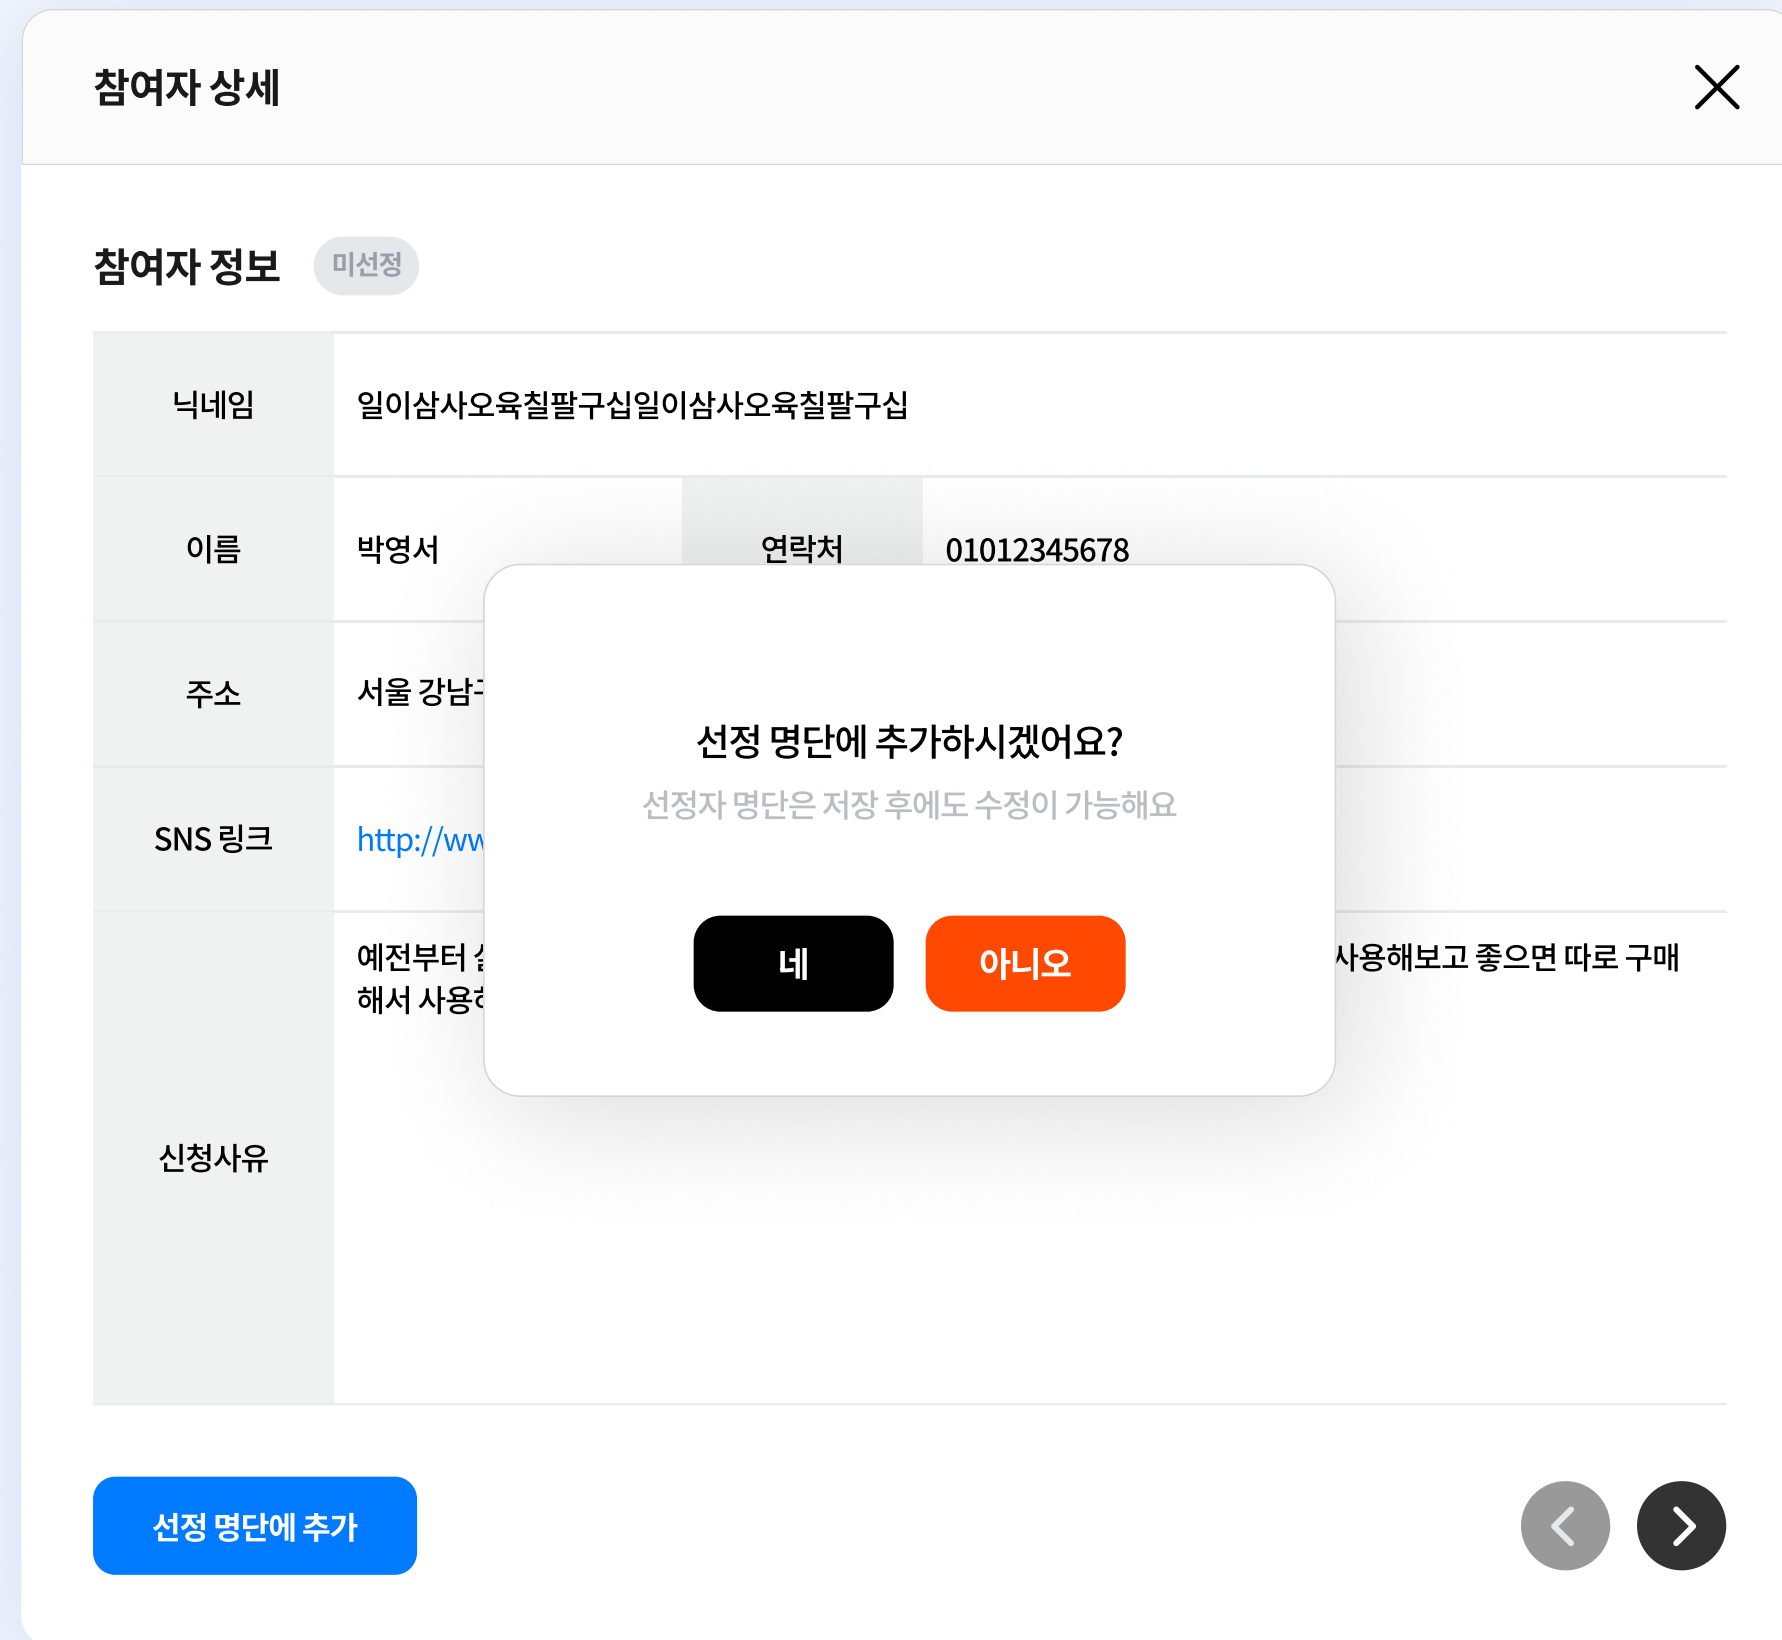 참여자 상세
참여자 정보 미선정
닉네임 일이삼사오육칠팔구십일이삼사오육칠팔구십
이름 박영서 연락처 01012345678
주소 서울
선정 명단에 추가하시겠어요?
선정자 명단은 저장 후에도 수정이 가능해요
SNS 링크 http://ww
네 아니오
예전부터 사용해보고 좋으면 따로 구매
해서
신청사유
선정 명단에 추가